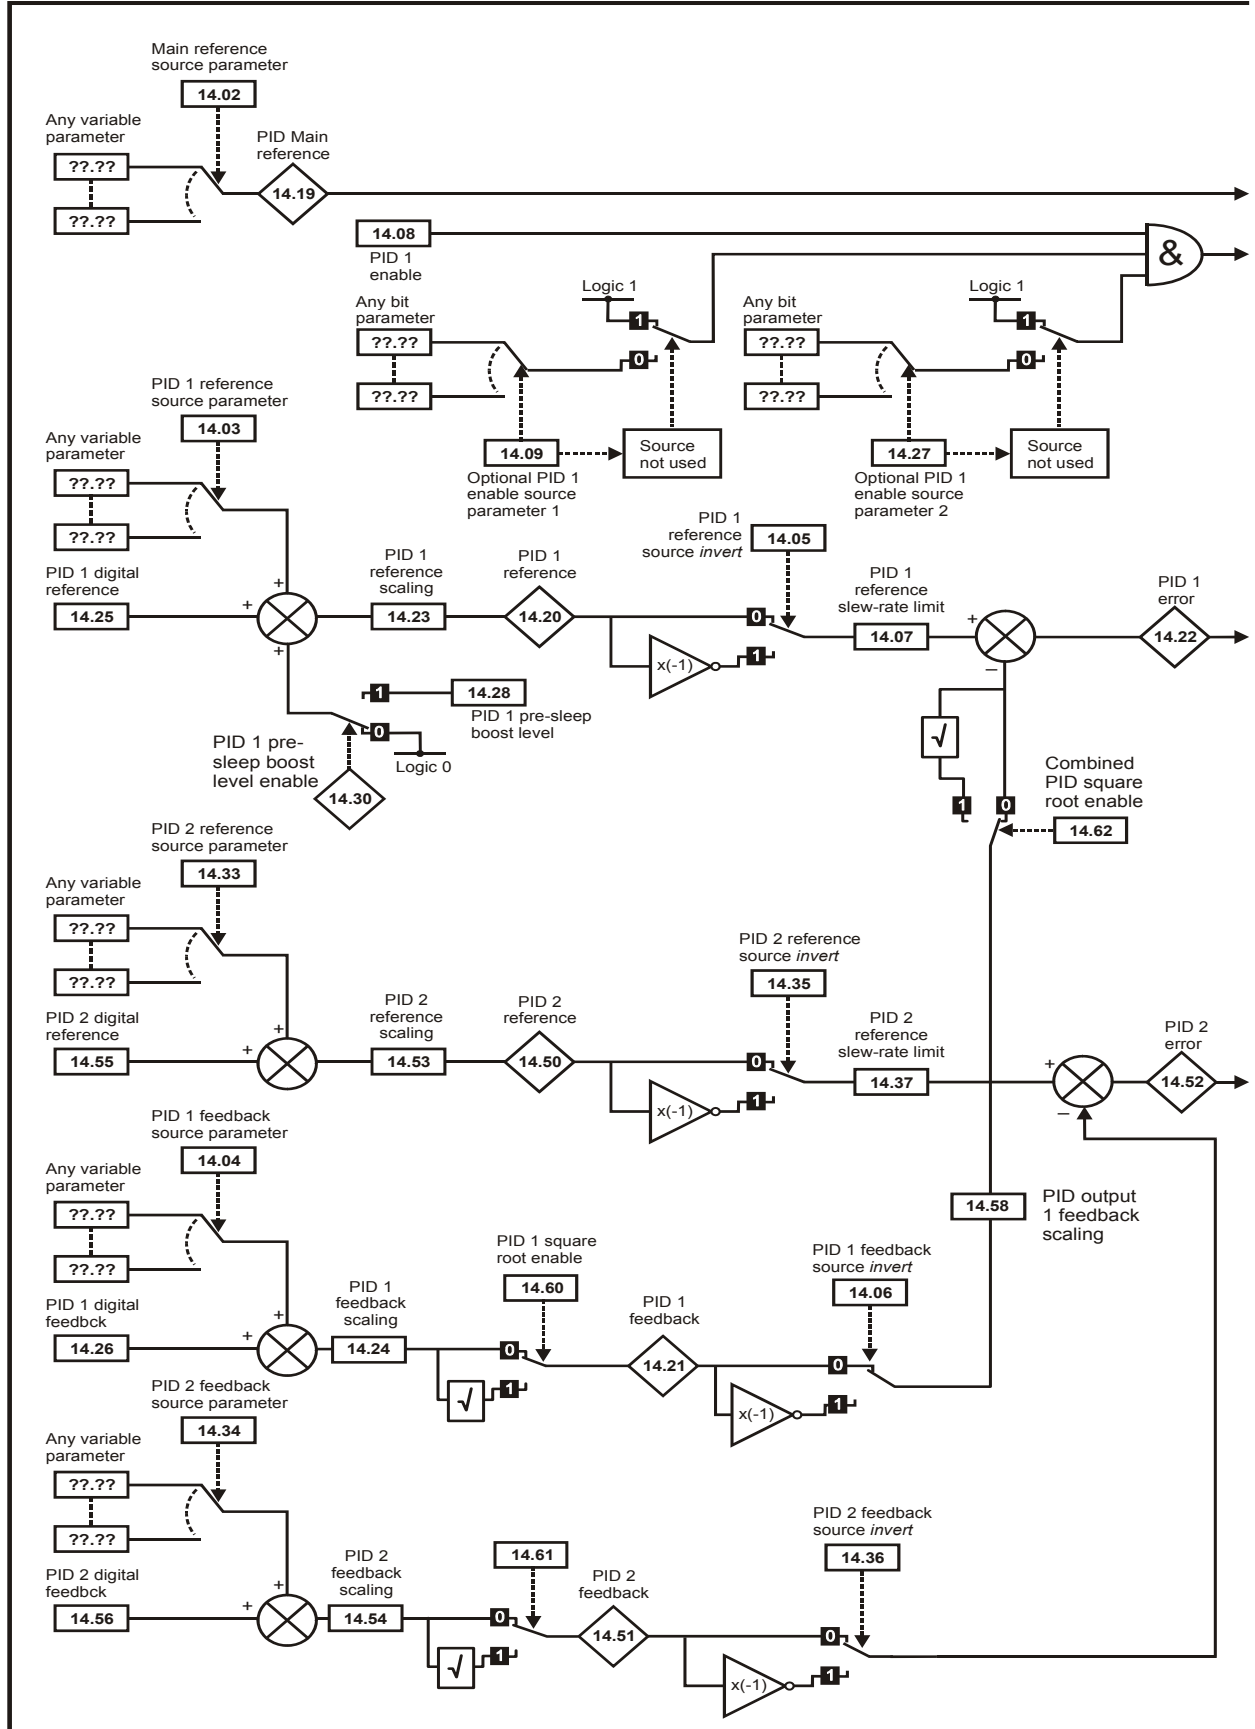 Main reference
source parameter
14.02
Any variable
parameter
??.??
??.??
PID Main
reference
14.19
14.08
PID 1
enable
&
Any bit
parameter
??.??
??.??
Logic 1
1
0
14.09
Optional PID 1
enable source
parameter 1
Source
not used
Any bit
parameter
??.??
??.??
Logic 1
1
0
14.27
Optional PID 1
enable source
parameter 2
Source
not used
PID 1 reference
source parameter
14.03
Any variable
parameter
??.??
??.??
PID 1 digital
reference
14.25
+
+
+
PID 1
reference
scaling
14.23
PID 1
reference
14.20
PID 1
reference
source invert
14.05
0
x(-1)
1
PID 1
reference
slew-rate limit
14.07
+
–
PID 1
error
14.22
1
14.28
PID 1 pre-sleep
boost level
0
Logic 0
PID 1 pre-
sleep boost
level enable
14.30
√
1
0
Combined
PID square
root enable
14.62
PID 2 reference
source parameter
14.33
Any variable
parameter
??.??
??.??
PID 2 digital
reference
14.55
+
+
PID 2
reference
scaling
14.53
PID 2
reference
14.50
PID 2 reference
source invert
14.35
0
x(-1)
1
PID 2
reference
slew-rate limit
14.37
+
–
PID 2
error
14.52
PID 1 feedback
source parameter
14.04
Any variable
parameter
??.??
??.??
PID 1 digital
feedbck
14.26
+
+
PID 1
feedback
scaling
14.24
PID 1 square
root enable
14.60
0
√
1
PID 1
feedback
14.21
PID 1 feedback
source invert
14.06
0
x(-1)
1
14.58
PID output
1 feedback
scaling
PID 2 feedback
source parameter
14.34
Any variable
parameter
??.??
??.??
PID 2 digital
feedbck
14.56
+
+
PID 2
feedback
scaling
14.54
14.61
0
√
1
PID 2
feedback
14.51
PID 2 feedback
source invert
14.36
0
x(-1)
1